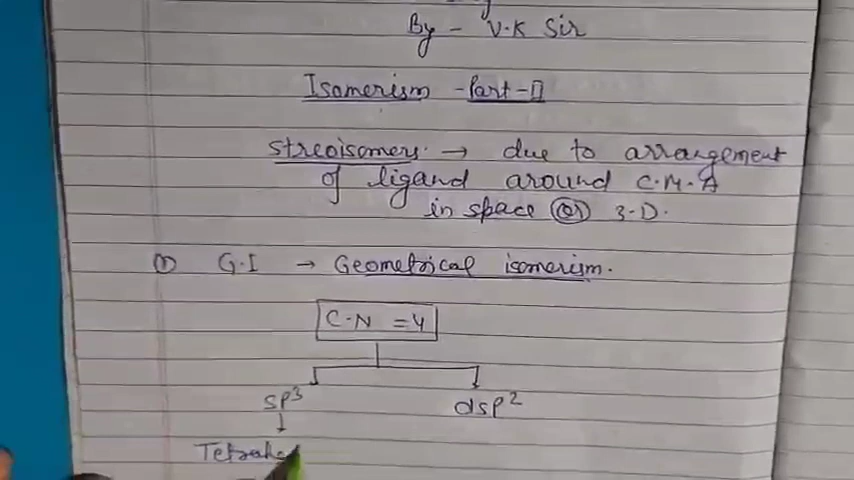 By - V.K Sir
Isomerism - Part - II
streoisomers → due to arrangement
of ligand around C.M.A
in space (or) 3-D.
① G.I → Geometrical isomerism.
C-N = 4
sp³ dsp²
↓
Tetrahe